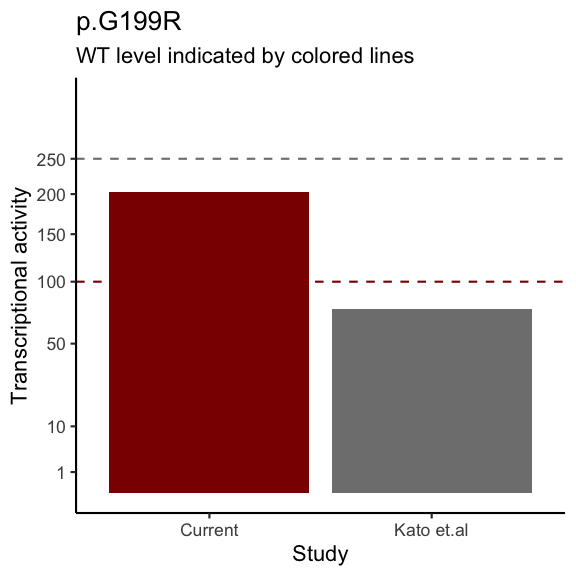 p.G199R
WT level indicated by colored lines
Transcriptional activity
250
200
150
100
50
10
1
Current
Kato et.al
Study